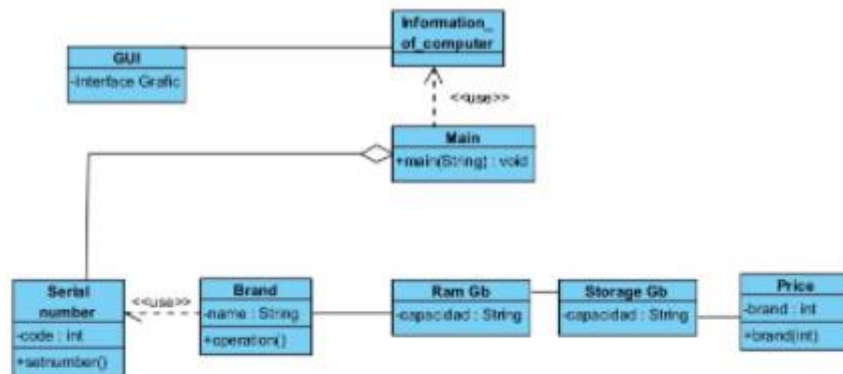 Information_
of_computer
GUI
-Interface Grafic
<<use>>
Main
+main(String) : void
Serial
number
-code : int
+setnumber()
<<use>>
Brand
-name : String
+operation()
Ram Gb
-capacidad : String
Storage Gb
-capacidad : String
Price
-brand : int
+brand(int)